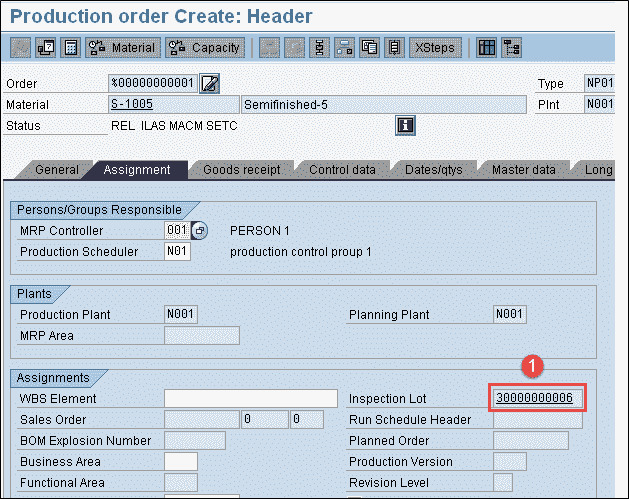 Production order Create: Header
Material Capacity XSteps
Order %00000000001 Type NP01
Material S-1005 Semifinished-5 Plnt N001
Status REL ILAS MACM SETC
General Assignment Goods receipt Control data Dates/qtys Master data Long
Persons/Groups Responsible
MRP Controller 001 PERSON 1
Production Scheduler N01 production control proup 1
Plants
Production Plant N001 Planning Plant N001
MRP Area
1
Assignments
WBS Element Inspection Lot 30000000006
Sales Order 0 0 Run Schedule Header
BOM Explosion Number Planned Order
Business Area Production Version
Functional Area Revision Level